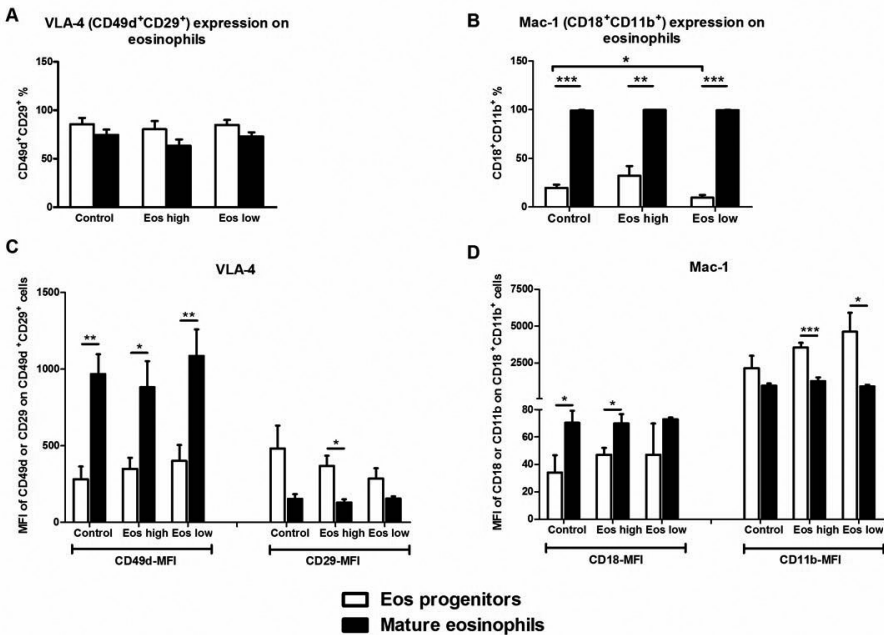 A
VLA-4 (CD49d⁺CD29⁺) expression on
eosinophils
CD49d⁺CD29⁺ %
150
100
50
0
Control Eos high Eos low
B
Mac-1 (CD18⁺CD11b⁺) expression on
eosinophils
CD18⁺CD11b⁺ %
150
100
50
0
*
*** ** ***
Control Eos high Eos low
C
VLA-4
MFI of CD49d or CD29 on CD49d ⁺CD29⁺ cells
1500
1000
500
0
** * **
*
Control Eos high Eos low Control Eos high Eos low
CD49d-MFI CD29-MFI
D
Mac-1
MFI of CD18 or CD11b on CD18 ⁺CD11b⁺ cells
7500
5000
2500
80
60
40
20
0
* *
*** *
Control Eos high Eos low Control Eos high Eos low
CD18-MFI CD11b-MFI
Eos progenitors
Mature eosinophils